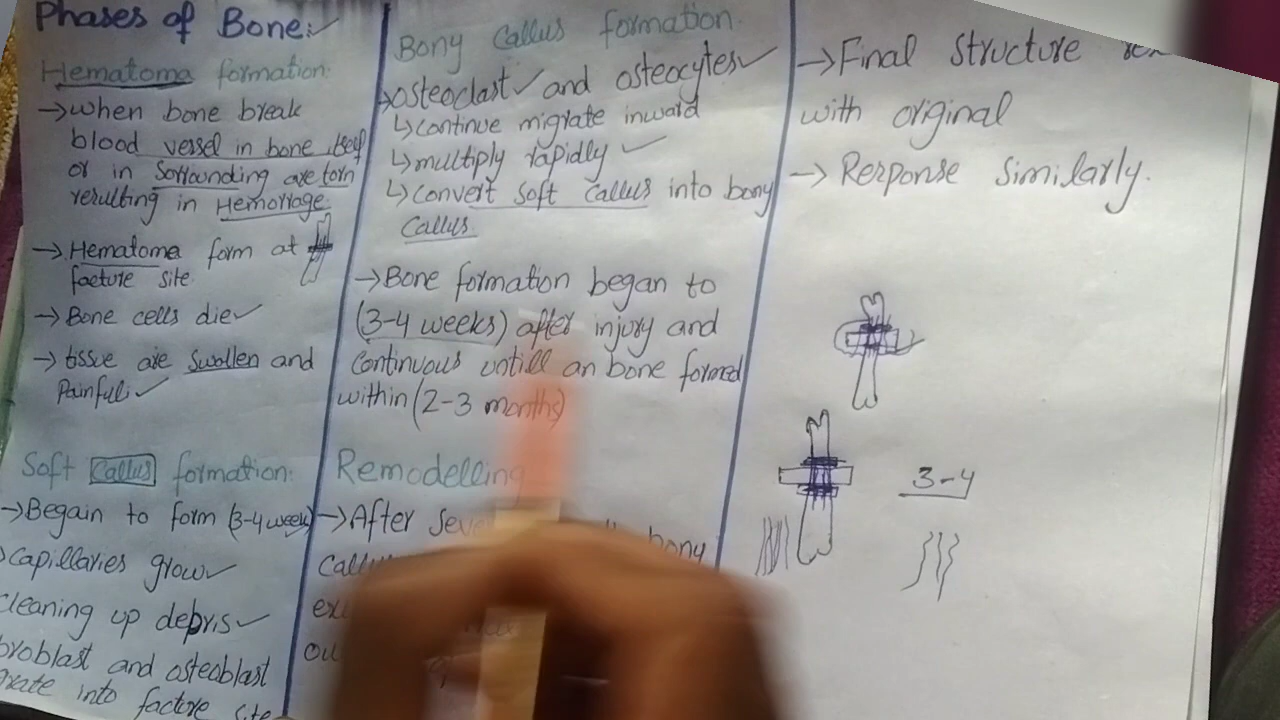 Phases of Bone:
Hematoma formation:
→when bone break
blood vessel in bone itself
or in Sorrounding are torn
resulting in Hemorrage.
→Hematoma form at
facture site.
→Bone cells die
→tissue are Swollen and
Painful:
Soft Callus formation:
→Begain to form (3-4 week)
Capillaries grow
Cleaning up debris
broblast and osteoblast
grate into facture site
Bony Callus formation.
→osteoclast and osteocytes
↳continue migrate inward
↳multiply rapidly
↳convert soft callus into bony
Callus.
→Bone formation began to
(3-4 weeks) after injury and
Continuous untill an bone formed
within (2-3 months)
Remodelling
→After
bony
→Final Structure
with original
→ Response similarly.
3-4